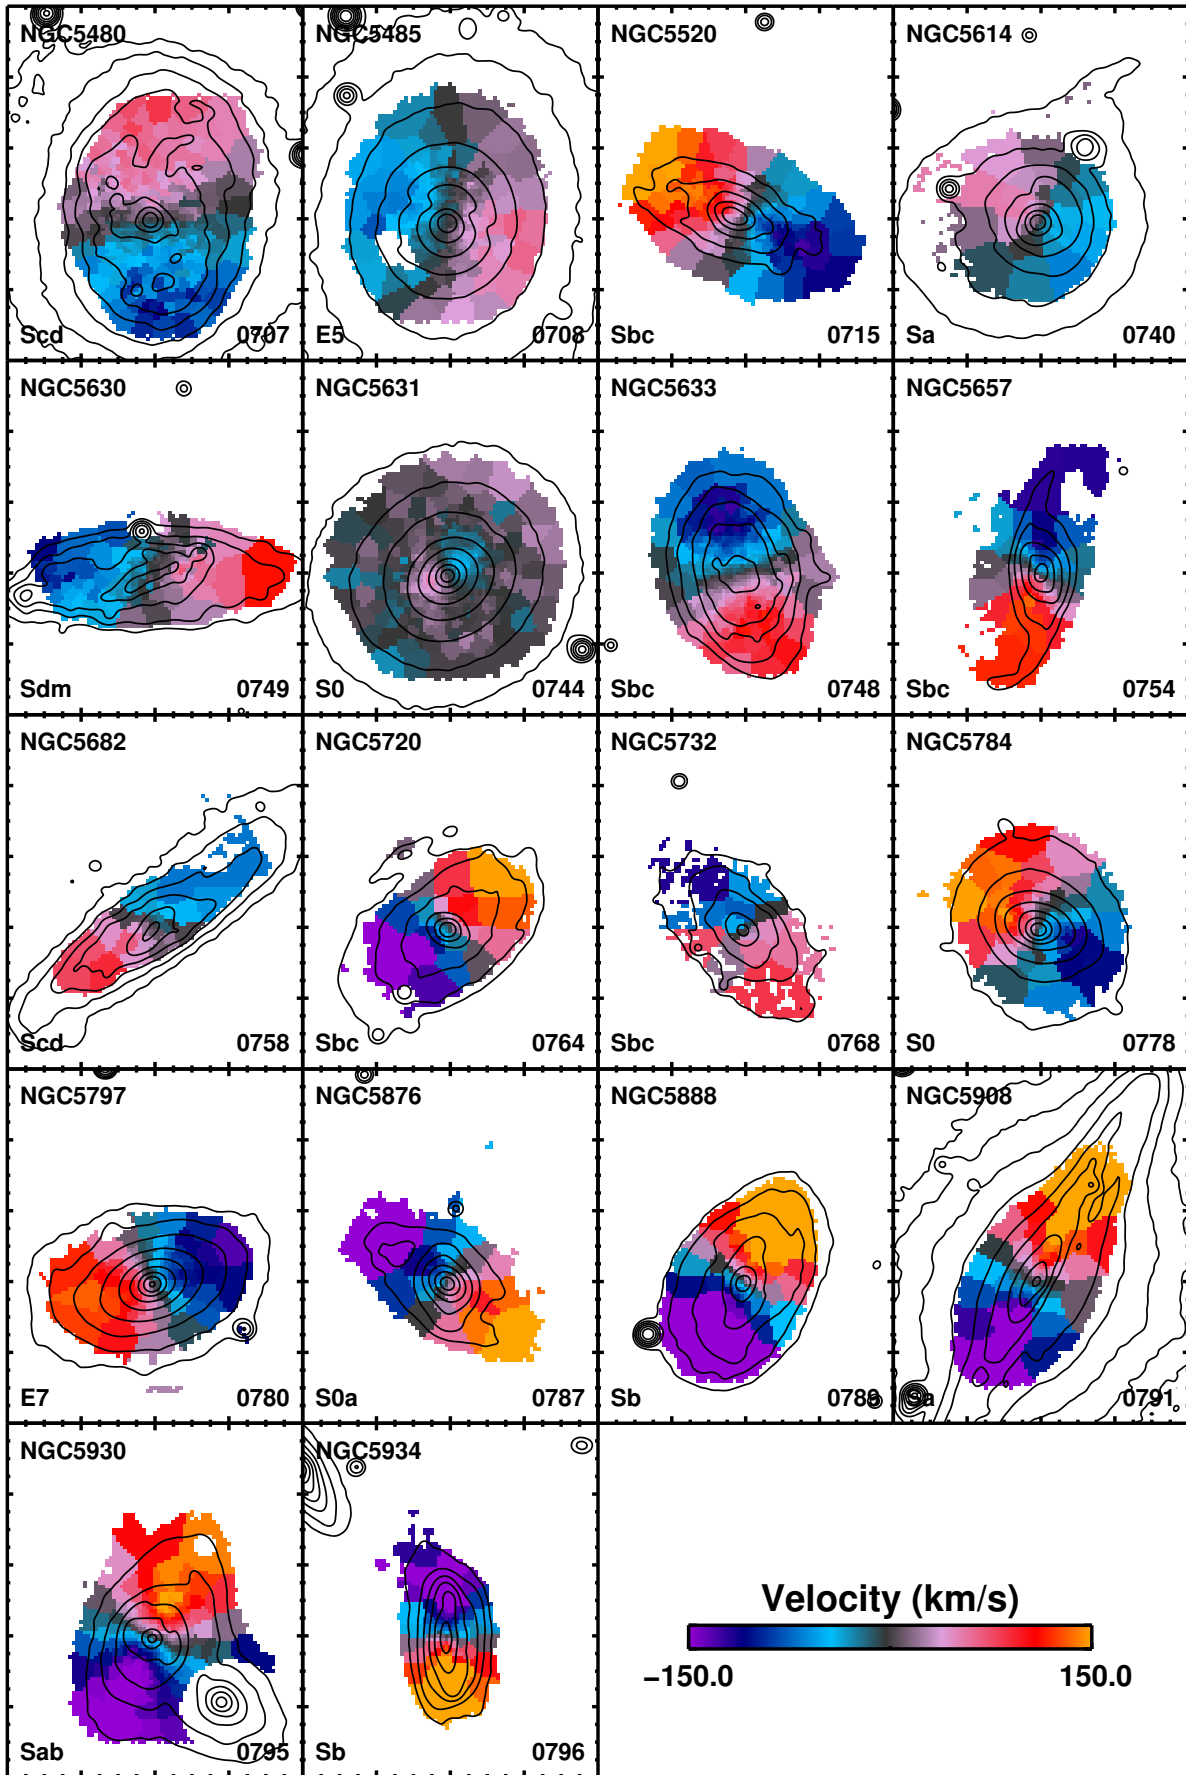 NGC5480 NGC5485 NGC5520 NGC5614
Scd 0707 E5 0708 Sbc 0715 Sa 0740
NGC5630 NGC5631 NGC5633 NGC5657
Sdm 0749 S0 0744 Sbc 0748 Sbc 0754
NGC5682 NGC5720 NGC5732 NGC5784
Scd 0758 Sbc 0764 Sbc 0768 S0 0778
NGC5797 NGC5876 NGC5888 NGC5908
E7 0780 S0a 0787 Sb 0789 Sa 0791
NGC5930 NGC5934
Velocity (km/s)
−150.0 150.0
Sab 0795 Sb 0796